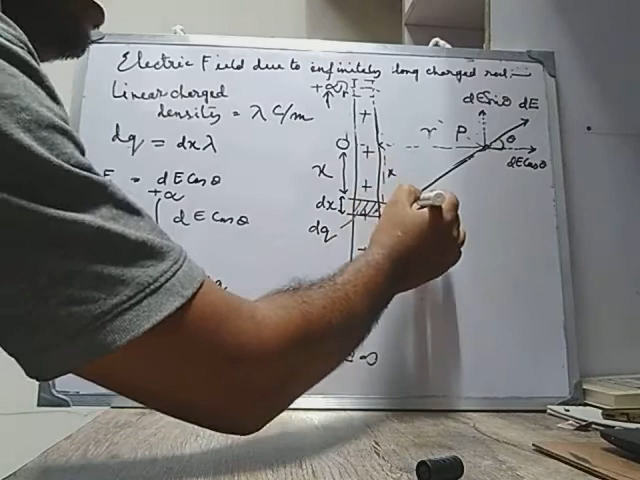 Electric Field due to infinitely long charged rod :-
Linear charged
density = λ C/m
dq = dxλ
E = dE Cosθ
+∝
∫ dE Cosθ
+∝
+
O
+
x
+
dx
dq
x
r
P
dE Sinθ
dE
θ
dE Cosθ
∝